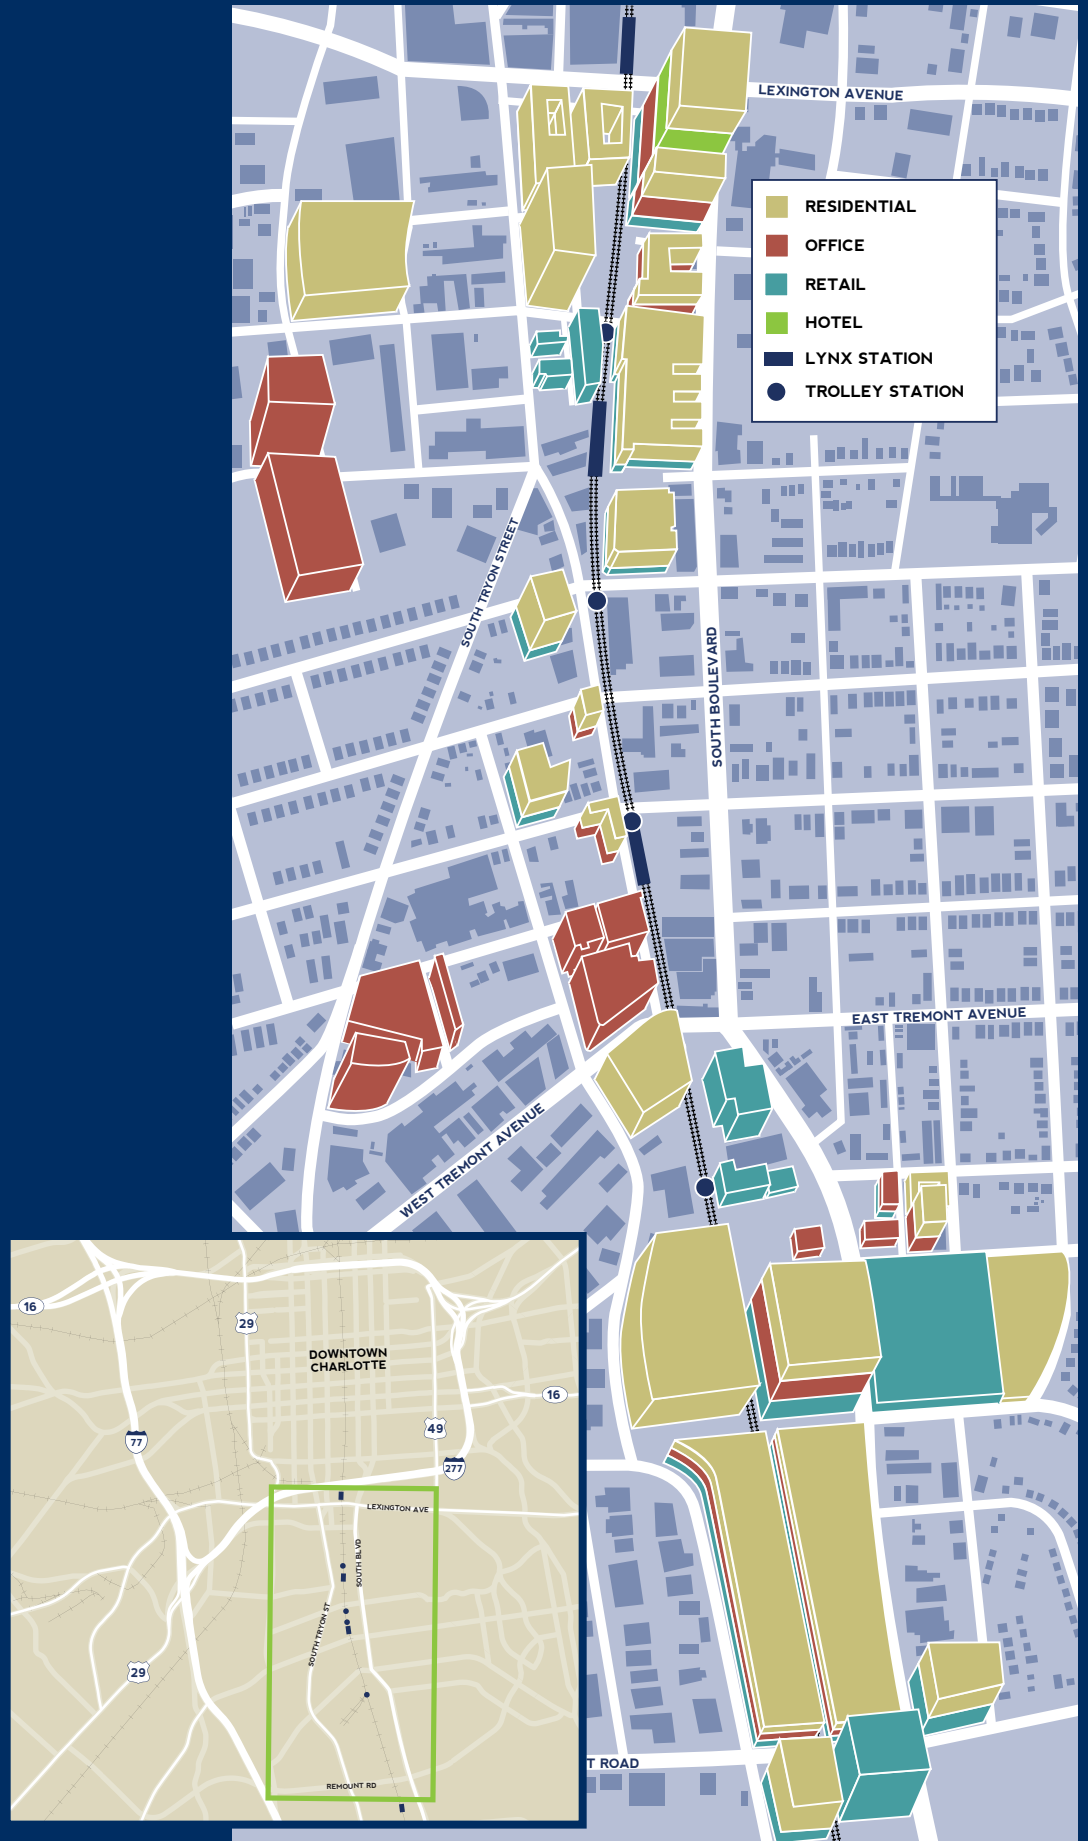 LEXINGTON AVENUE
RESIDENTIAL
OFFICE
RETAIL
HOTEL
LYNX STATION
TROLLEY STATION
SOUTH TRYON STREET
SOUTH BOULEVARD
EAST TREMONT AVENUE
WEST TREMONT AVENUE
16
29
DOWNTOWN
CHARLOTTE
16
49
77
277
LEXINGTON AVE
SOUTH BLVD
SOUTH TRYON ST
29
REMOUNT RD
T ROAD